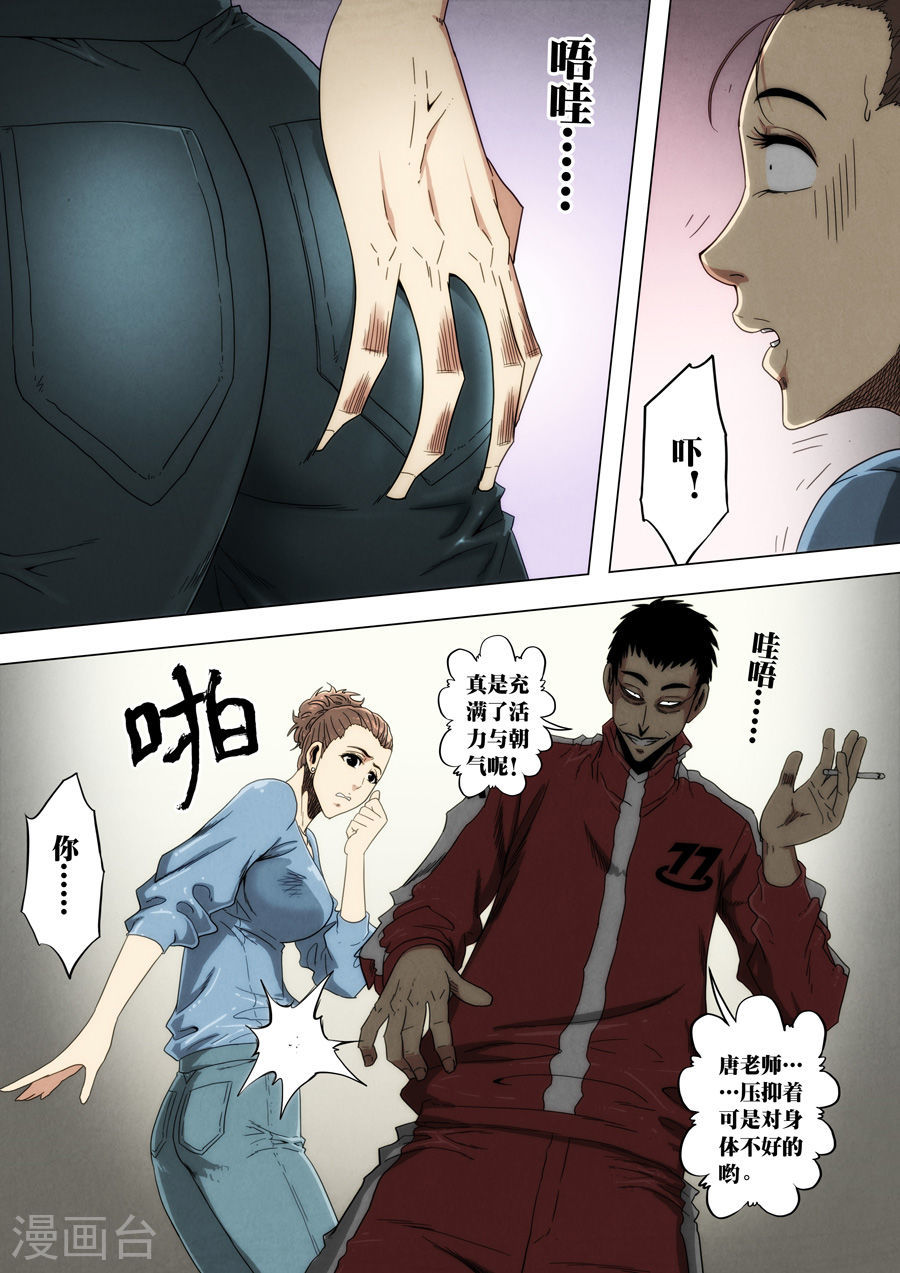 唔哇……
吓！
哇唔……
真是充
满了活
力与朝
气呢！
啪
你……
唐老师…
…压抑着
可是对身
体不好的
哟。
77
漫画台